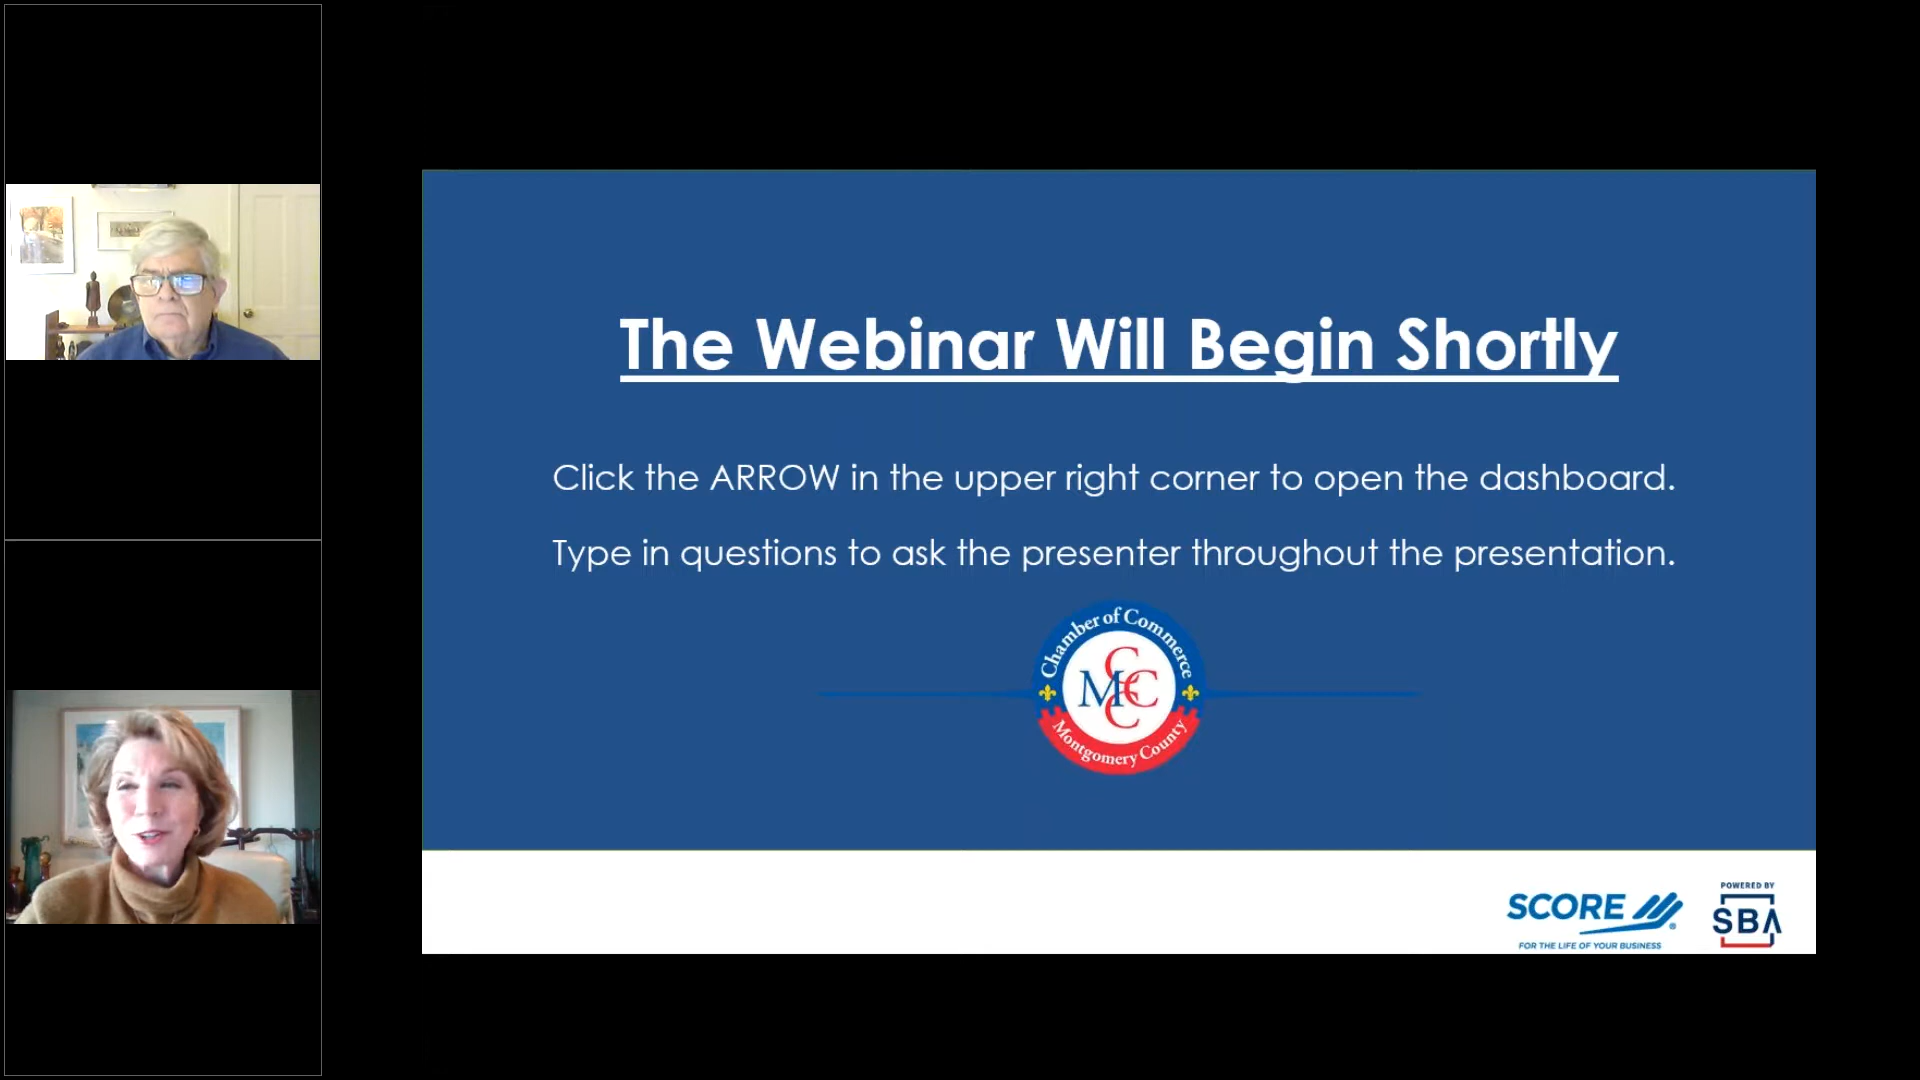 The Webinar Will Begin Shortly
Click the ARROW in the upper right corner to open the dashboard.
Type in questions to ask the presenter throughout the presentation.
Chamber of Commerce
MCCC
Montgomery County
SCORE®
FOR THE LIFE OF YOUR BUSINESS
POWERED BY
SBA